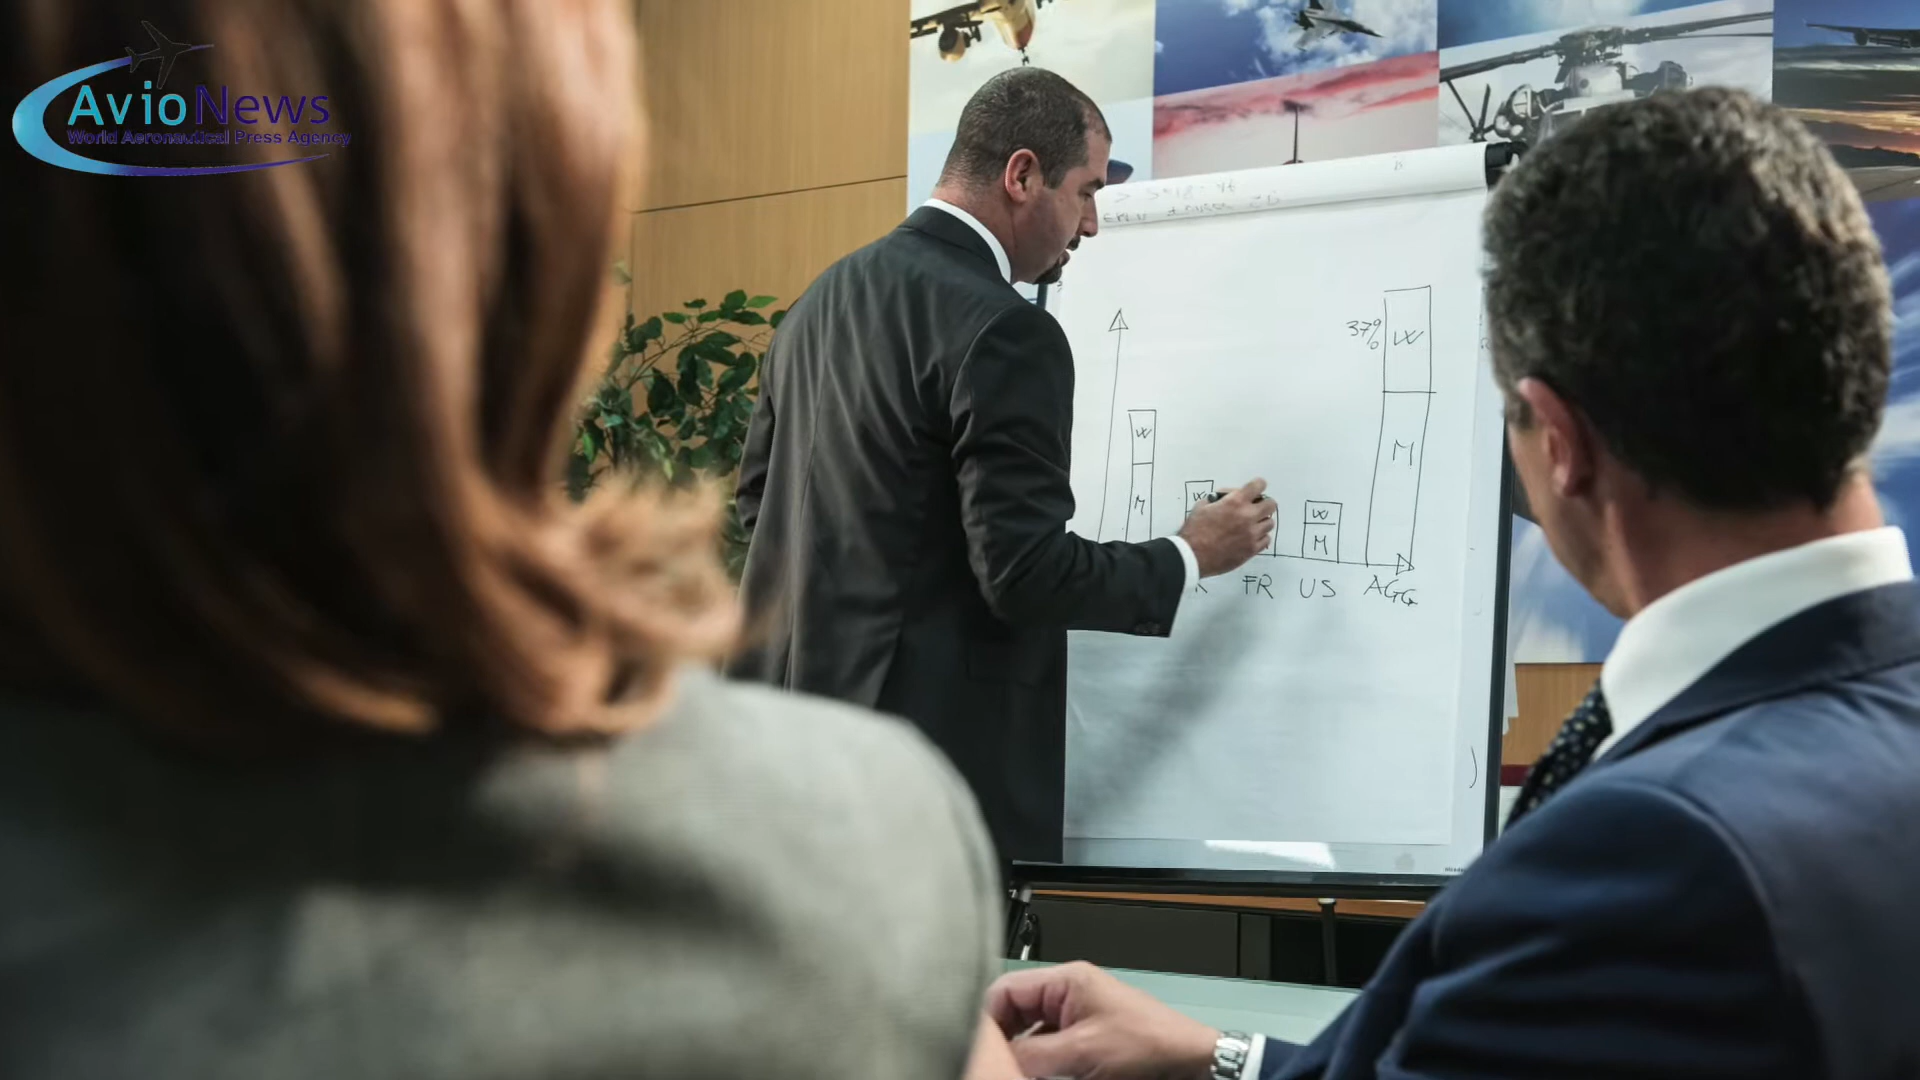 AvioNews
World Aeronautical Press Agency
37%
W
M
W
M
W
W
M
FR
US
AGG